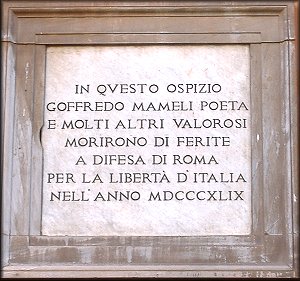 IN QVESTO OSPIZIO
GOFFREDO MAMELI POETA
E MOLTI ALTRI VALOROSI
MORIRONO DI FERITE
A DIFESA DI ROMA
PER LA LIBERTÀ D'ITALIA
NELL'ANNO MDCCCXLIX